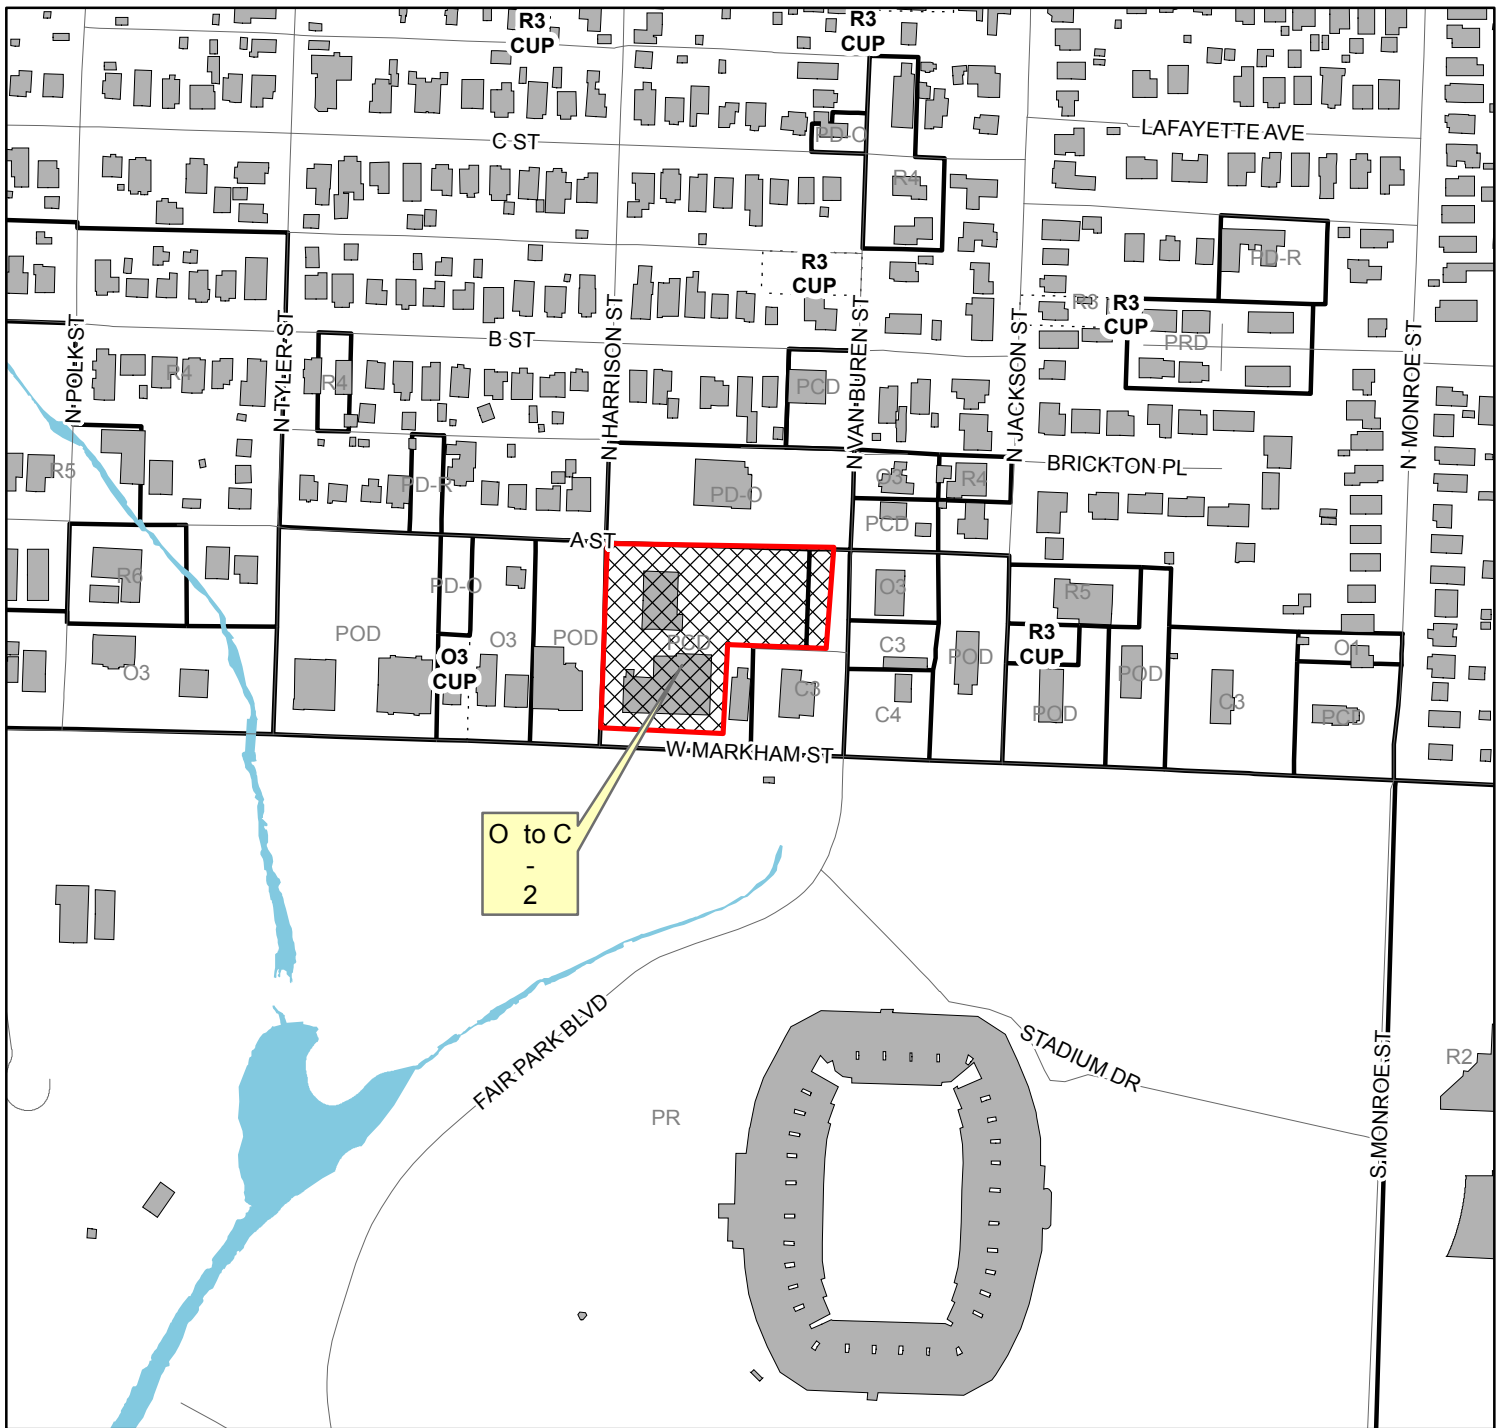 R3
CUP
R3
CUP
PD-C
C ST
LAFAYETTE AVE
R4
R3
CUP
PD-R
R3
R3
CUP
PRD
N POLK ST
N TYLER ST
N HARRISON ST
B ST
N VAN BUREN ST
N JACKSON ST
N MONROE ST
R4
R4
PCD
R5
PD-R
PD-O
O3
R4
BRICKTON PL
PCD
A ST
R6
PD-O
O3
R5
POD
O3
POD
PCD
C3
POD
R3
CUP
O1
O3
O3
CUP
C3
C4
POD
POD
C3
PCD
W MARKHAM ST
O to C
-
2
FAIR PARK BLVD
STADIUM DR
S MONROE ST
R2
PR